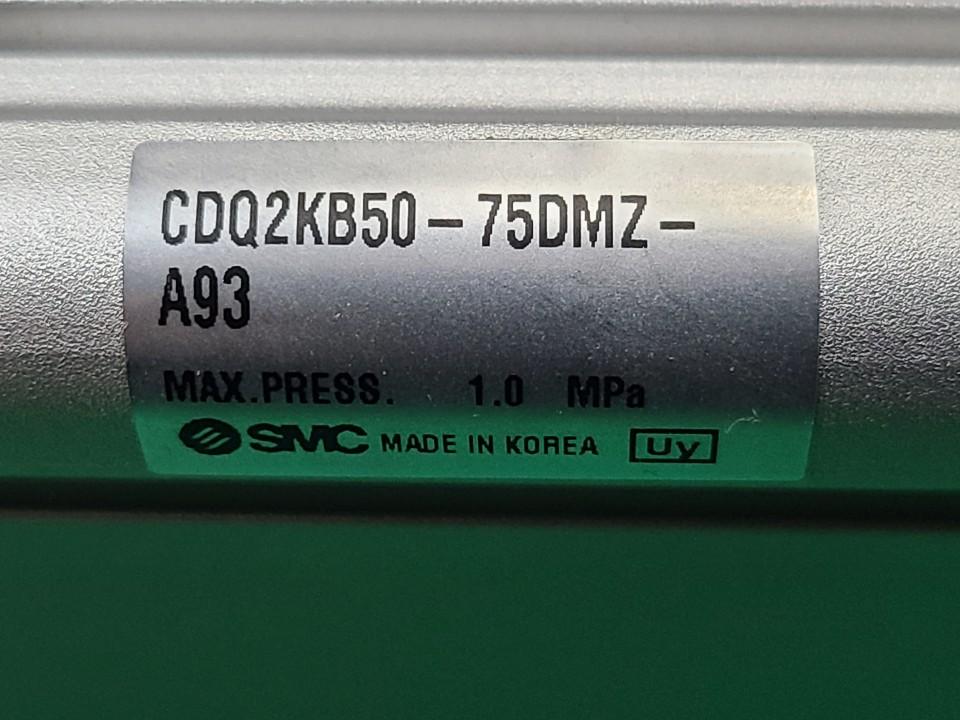 CDQ2KB50-75DMZ-
A93
MAX.PRESS. 1.0 MPa
SMC MADE IN KOREA Uy